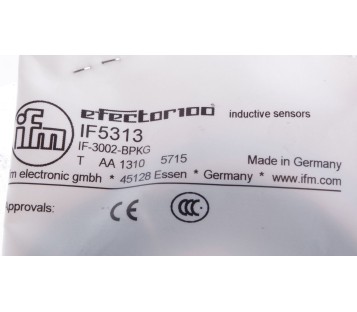 ifm efector100 inductive sensors
IF5313
IF-3002-BPKG
T AA 1310 5715 Made in Germany
m electronic gmbh * 45128 Essen * Germany * www.ifm.com
Approvals: CE CCC